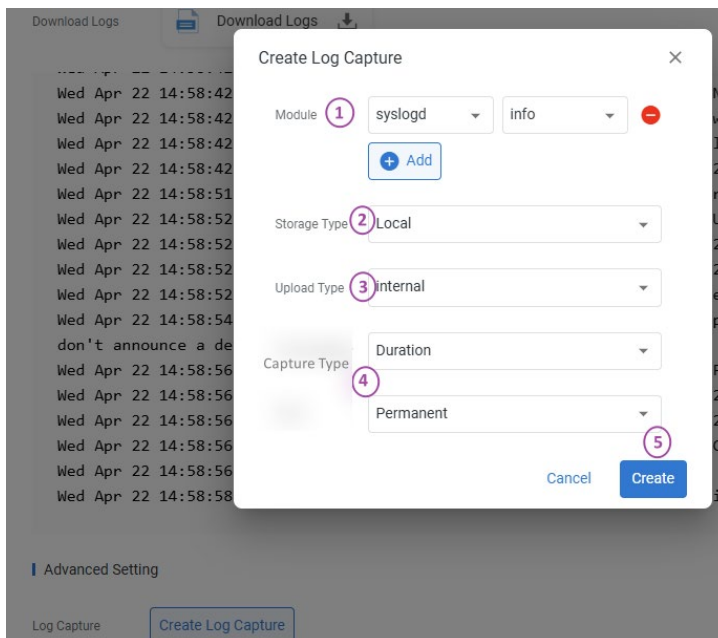 Download Logs
Download Logs
Create Log Capture
Wed Apr 22 14:58:42
Wed Apr 22 14:58:42
Module 1 syslogd info
Wed Apr 22 14:58:42
Wed Apr 22 14:58:42
Add
Wed Apr 22 14:58:51
Wed Apr 22 14:58:52
Storage Type 2 Local
Wed Apr 22 14:58:52
Wed Apr 22 14:58:52
Wed Apr 22 14:58:52
Upload Type 3 internal
Wed Apr 22 14:58:54
don't announce a de
Duration
Capture Type
Wed Apr 22 14:58:56
4
Wed Apr 22 14:58:56
Wed Apr 22 14:58:56
Permanent
Wed Apr 22 14:58:56
5
Wed Apr 22 14:58:56
Cancel Create
Wed Apr 22 14:58:58
Advanced Setting
Log Capture Create Log Capture